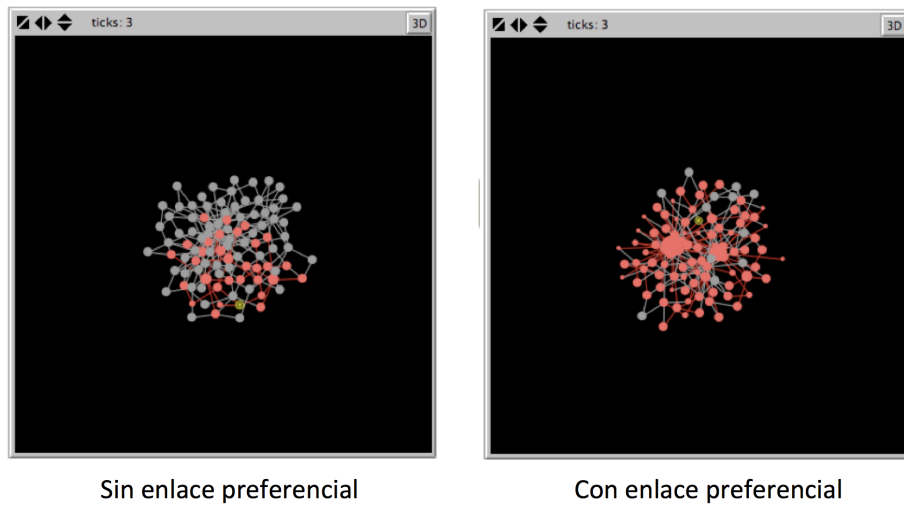 ticks: 3
3D
ticks: 3
3D
Sin enlace preferencial
Con enlace preferencial